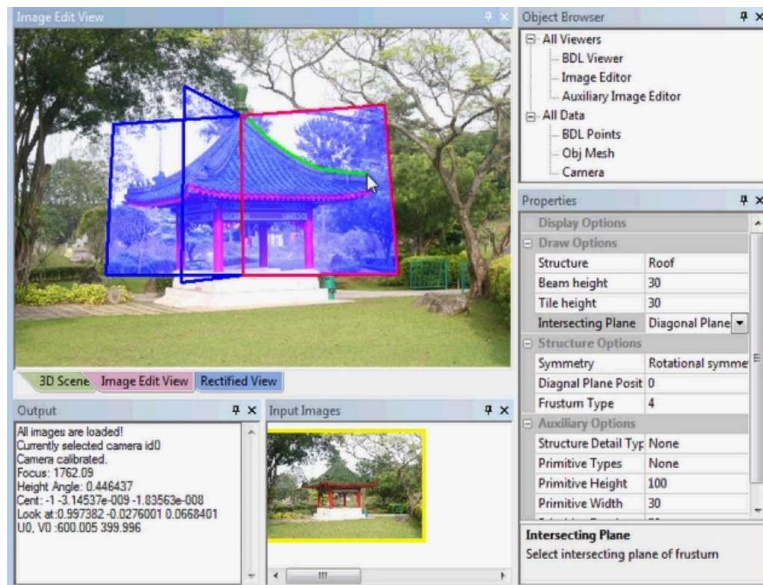 Image Edit View
3D Scene Image Edit View Rectified View
Output
All images are loaded!
Currently selected camera id0
Camera calibrated.
Focus: 1762.09
Height Angle: 0.446437
Cent: -1 -3.14537e-009 -1.83563e-008
Look at:0.997382 -0.0276001 0.0668401
U0, V0 :600.005 399.996
Input Images
Object Browser
All Viewers
BDL Viewer
Image Editor
Auxiliary Image Editor
All Data
BDL Points
Obj Mesh
Camera
Properties
Display Options
Draw Options
Structure Roof
Beam height 30
Tile height 30
Intersecting Plane Diagonal Plane
Structure Options
Symmetry Rotational symme
Diagnal Plane Posit 0
Frustum Type 4
Auxiliary Options
Structure Detail Typ None
Primitive Types None
Primitive Height 100
Primitive Width 30
Intersecting Plane
Select intersecting plane of frustum